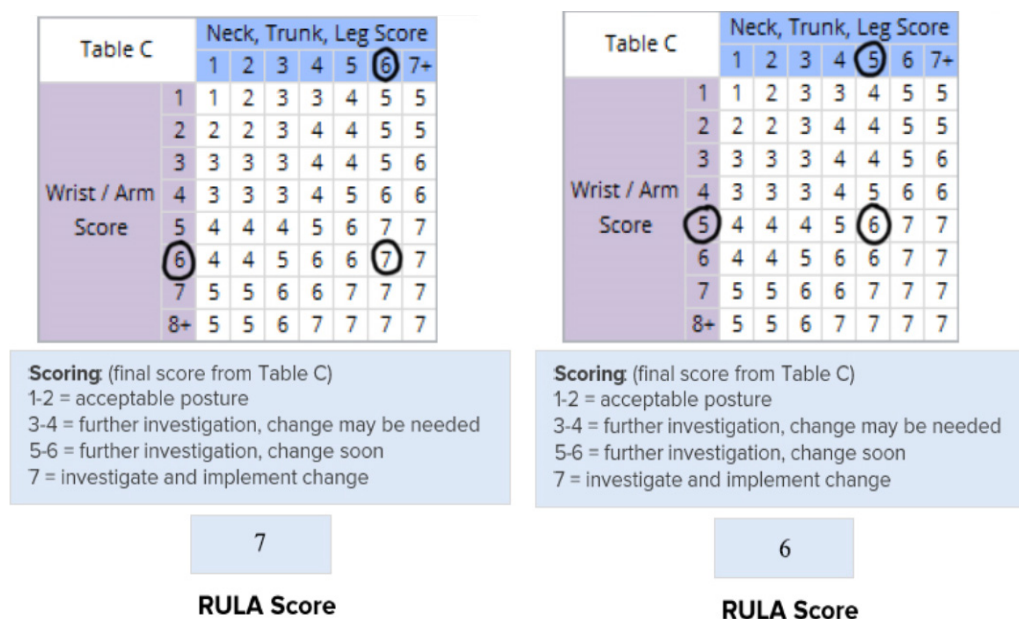 Table C
Neck, Trunk, Leg Score
1 2 3 4 5 6 7+
Wrist / Arm Score
1 1 2 3 3 4 5 5
2 2 2 3 4 4 5 5
3 3 3 3 4 4 5 6
4 3 3 3 4 5 6 6
5 4 4 4 5 6 7 7
6 4 4 5 6 6 7 7
7 5 5 6 6 7 7 7
8+ 5 5 6 7 7 7 7
Scoring: (final score from Table C)
1-2 = acceptable posture
3-4 = further investigation, change may be needed
5-6 = further investigation, change soon
7 = investigate and implement change
7
RULA Score
Table C
Neck, Trunk, Leg Score
1 2 3 4 5 6 7+
Wrist / Arm Score
1 1 2 3 3 4 5 5
2 2 2 3 4 4 5 5
3 3 3 3 4 4 5 6
4 3 3 3 4 5 6 6
5 4 4 4 5 6 7 7
6 4 4 5 6 6 7 7
7 5 5 6 6 7 7 7
8+ 5 5 6 7 7 7 7
Scoring: (final score from Table C)
1-2 = acceptable posture
3-4 = further investigation, change may be needed
5-6 = further investigation, change soon
7 = investigate and implement change
6
RULA Score